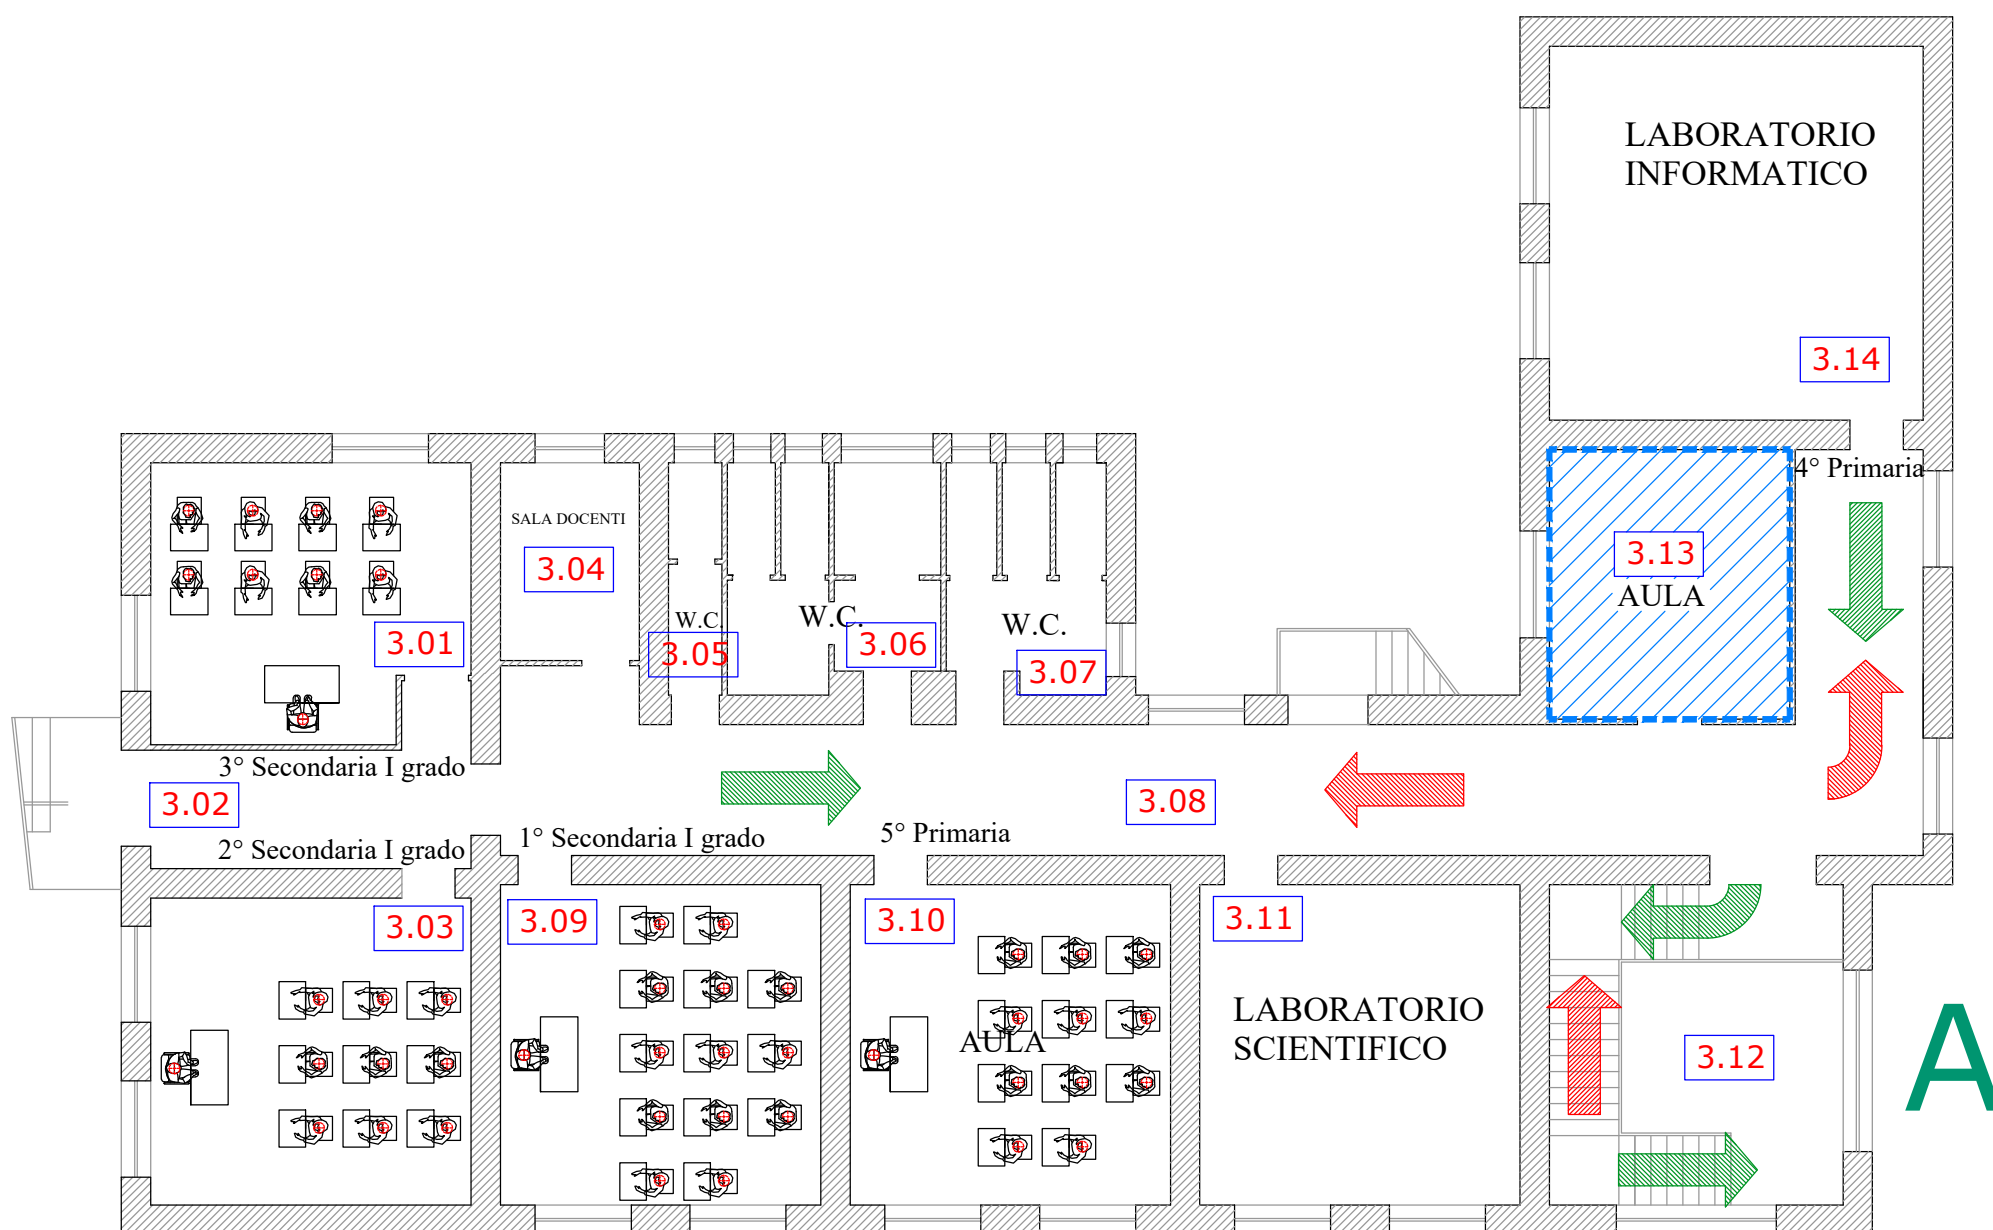 LABORATORIO
INFORMATICO
3.14
4° Primaria
SALA DOCENTI
3.13
3.04
AULA
W.C.
W.C.
W.C.
3.01
3.05
3.06
3.07
3° Secondaria I grado
3.02
3.08
2° Secondaria I grado
1° Secondaria I grado
5° Primaria
3.03
3.09
3.10
3.11
LABORATORIO
SCIENTIFICO
AULA
3.12
A